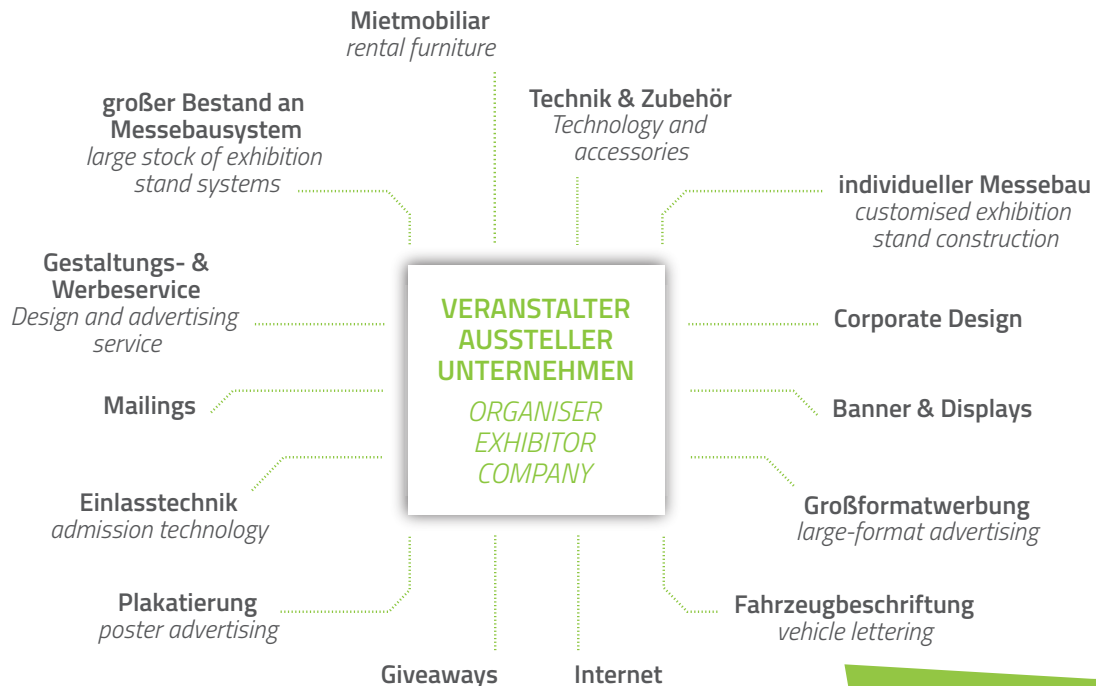 Mietmobiliar
rental furniture
großer Bestand an
Messebausystem
large stock of exhibition
stand systems
Technik & Zubehör
Technology and
accessories
individueller Messebau
customised exhibition
stand construction
Gestaltungs- &
Werbeservice
Design and advertising
service
VERANSTALTER
AUSSTELLER
UNTERNEHMEN
ORGANISER
EXHIBITOR
COMPANY
Corporate Design
Mailings
Banner & Displays
Einlasstechnik
admission technology
Großformatwerbung
large-format advertising
Plakatierung
poster advertising
Fahrzeugbeschriftung
vehicle lettering
Giveaways
Internet